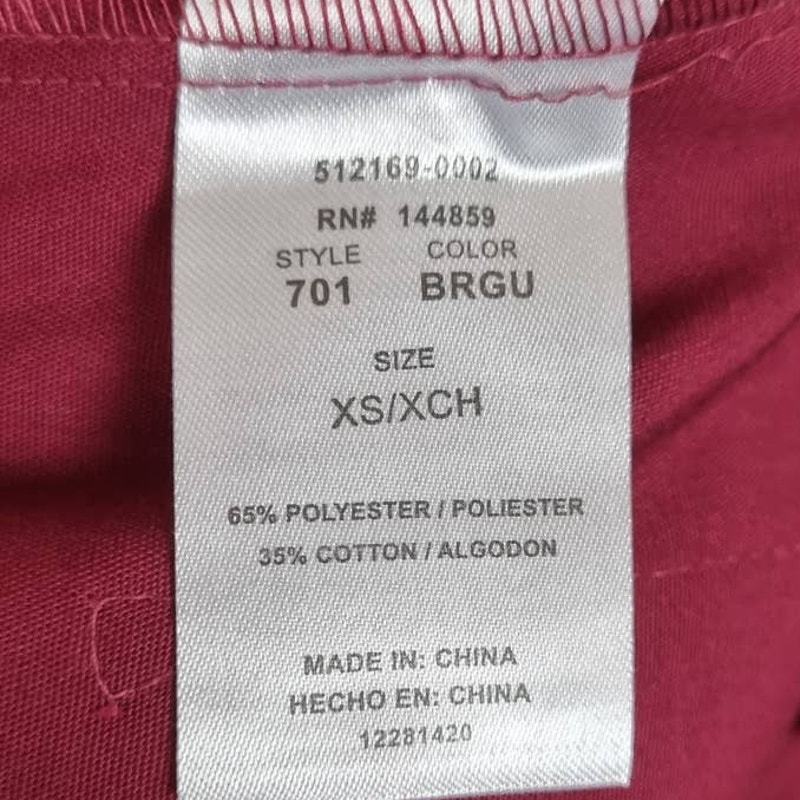 512169-0002
RN# 144859
STYLE COLOR
701 BRGU
SIZE
XS/XCH
65% POLYESTER / POLIESTER
35% COTTON / ALGODON
MADE IN: CHINA
HECHO EN: CHINA
12281420